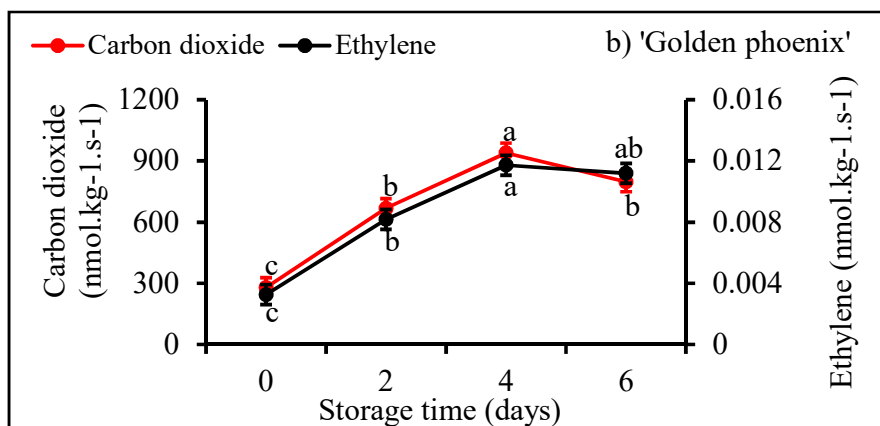 Carbon dioxide
Ethylene
b) 'Golden phoenix'
Carbon dioxide
(nmol.kg-1.s-1)
1200
900
600
300
0
c
b
a
ab
c
b
a
b
0.016
0.012
0.008
0.004
0
Ethylene (nmol.kg-1.s-1)
0 2 4 6
Storage time (days)